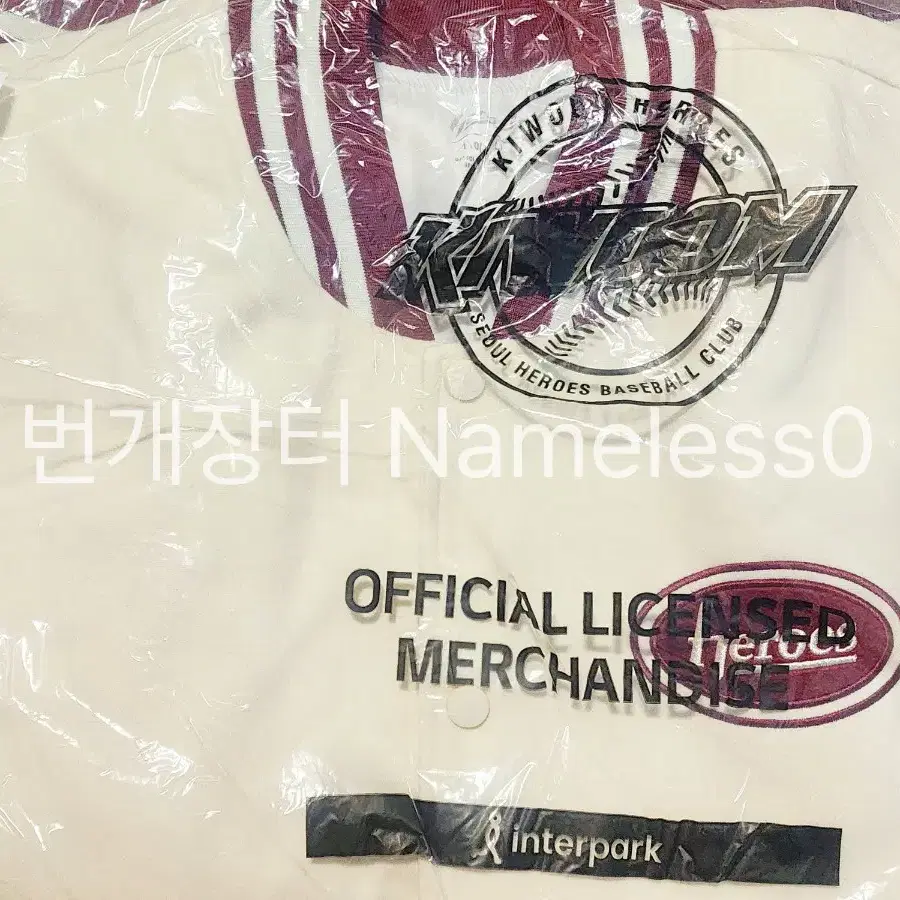 KIWOOM HEROES
KIWOOM
SEOUL HEROES BASEBALL CLUB
번개장터 Nameless0
OFFICIAL LICENSED
Heroes
MERCHANDISE
interpark